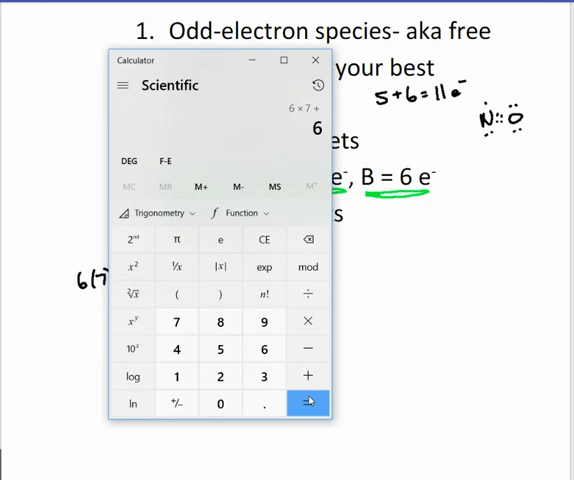 1. Odd-electron species- aka free
your best
5+6=11e⁻
N::O
ets
e⁻, B = 6 e⁻
s
6(7
Calculator
Scientific
6 × 7 +
6
DEG F-E
MC MR M+ M- MS M˅
Trigonometry f Function
2ⁿᵈ π e CE
x² ¹/x |x| exp mod
²√x ( ) n! ÷
xʸ 7 8 9 ×
10ˣ 4 5 6 −
log 1 2 3 +
ln +/− 0 . =